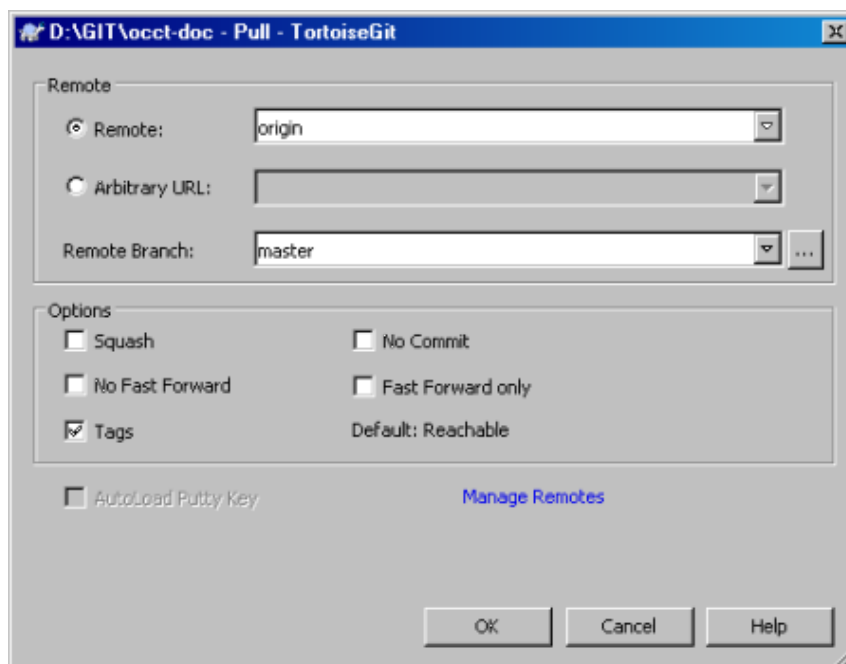 D:\GIT\occt-doc - Pull - TortoiseGit
Remote
Remote: origin
Arbitrary URL:
Remote Branch: master ...
Options
Squash No Commit
No Fast Forward Fast Forward only
Tags Default: Reachable
AutoLoad Putty Key Manage Remotes
OK Cancel Help